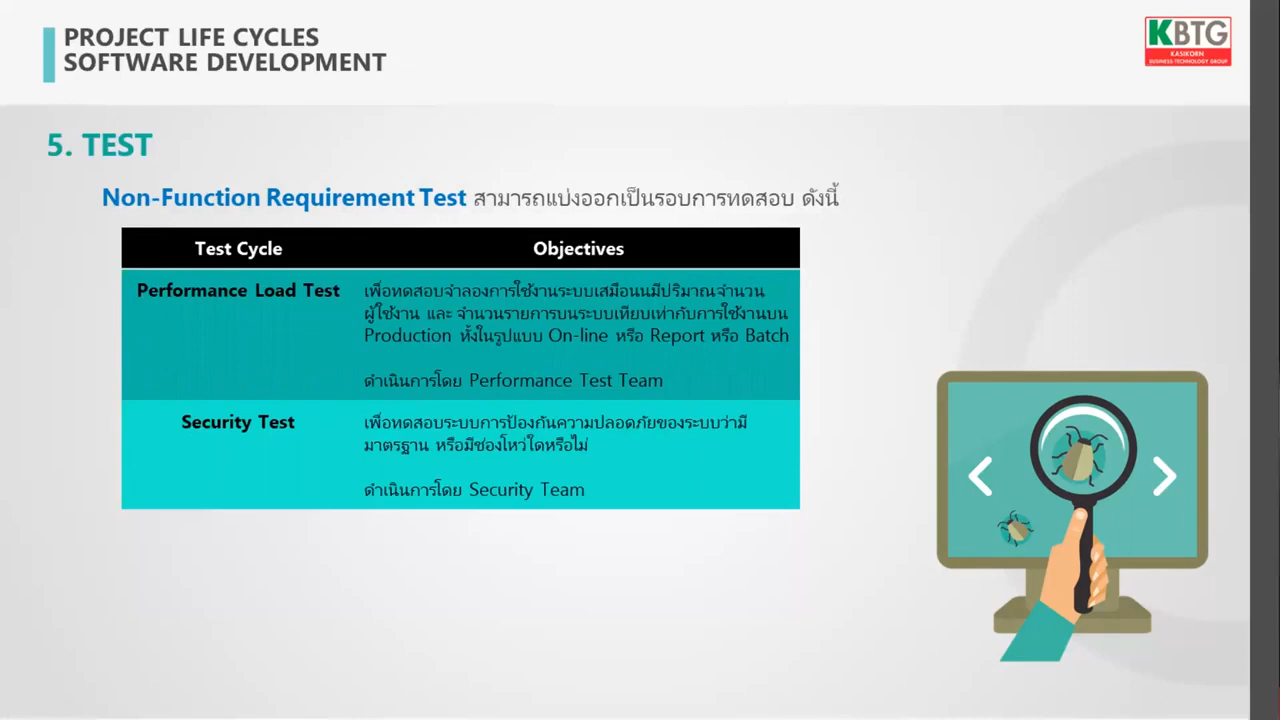 PROJECT LIFE CYCLES
SOFTWARE DEVELOPMENT
KBTG
KASIKORN
BUSINESS-TECHNOLOGY GROUP
5. TEST
Non-Function Requirement Test สามารถแบ่งออกเป็นรอบการทดสอบ ดังนี้
Test Cycle
Objectives
Performance Load Test
เพื่อทดสอบจำลองการใช้งานระบบเสมือนนมีปริมาณจำนวน
ผู้ใช้งาน และ จำนวนรายการบนระบบเทียบเท่ากับการใช้งานบน
Production ทั้งในรูปแบบ On-line หรือ Report หรือ Batch
ดำเนินการโดย Performance Test Team
Security Test
เพื่อทดสอบระบบการป้องกันความปลอดภัยของระบบว่ามี
มาตรฐาน หรือมีช่องโหว่ใดหรือไม่
ดำเนินการโดย Security Team